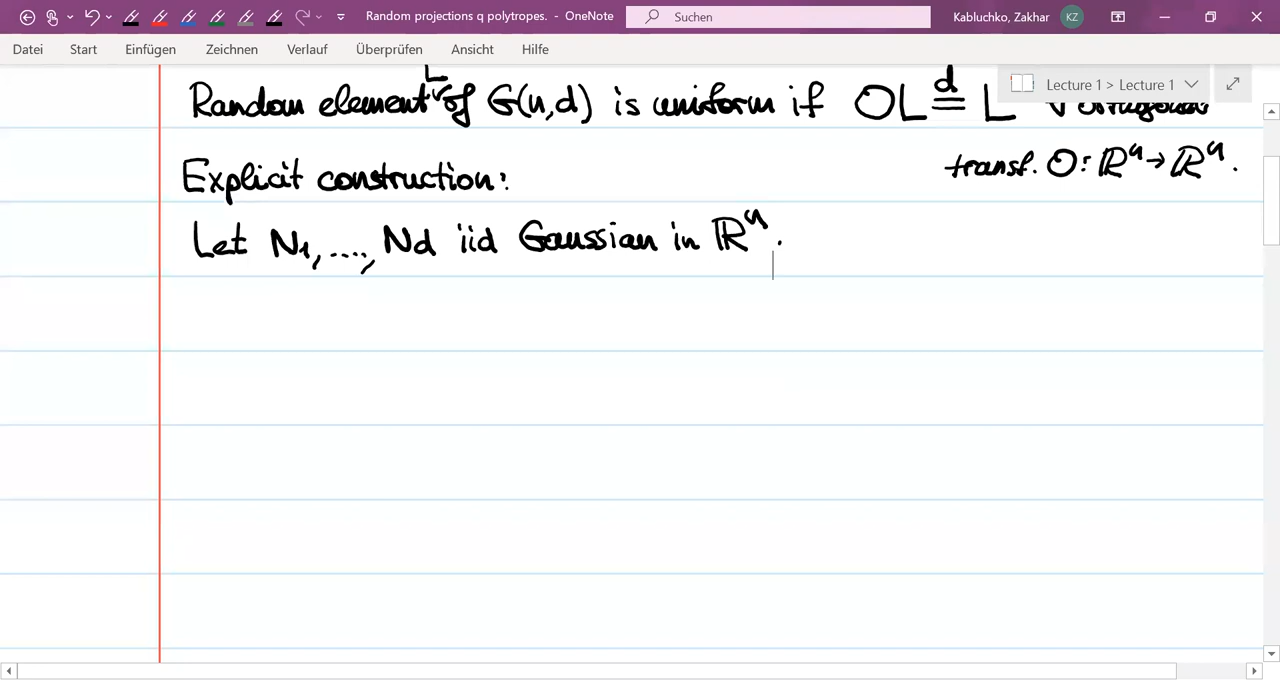 Random projections q polytropes. - OneNote
Suchen
Kabluchko, Zakhar
KZ
Datei Start Einfügen Zeichnen Verlauf Überprüfen Ansicht Hilfe
Lecture 1 > Lecture 1
Random element L of G(n,d) is uniform if OL d= L ∀ orthogonal
transf. O: ℝⁿ → ℝⁿ.
Explicit construction:
Let N1, ...., Nd iid Gaussian in ℝⁿ.